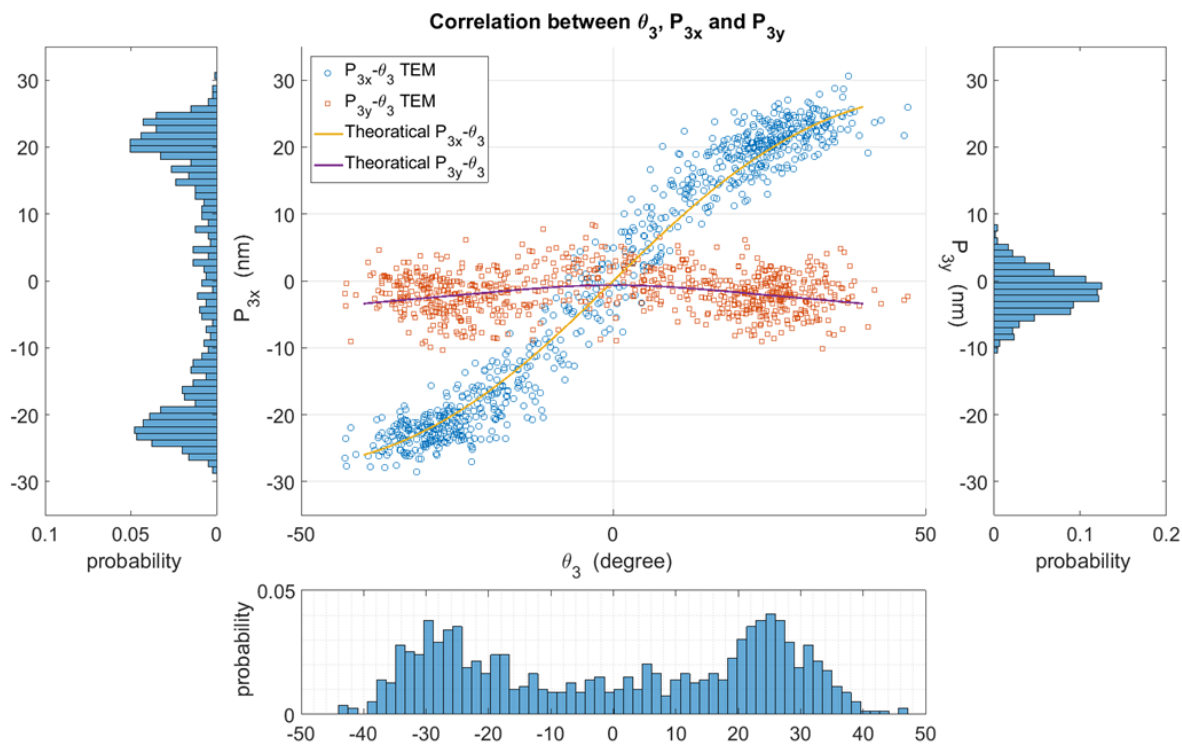 Correlation between θ3, P3x and P3y
30
20
10
0
-10
-20
-30
0.1 0.05 0
probability
P3x (nm)
30
20
10
0
-10
-20
-30
P3x-θ3 TEM
P3y-θ3 TEM
Theoratical P3x-θ3
Theoratical P3y-θ3
-50 0 50
θ3 (degree)
P3y (nm)
30
20
10
0
-10
-20
-30
0 0.1 0.2
probability
probability
0.05
0
-50 -40 -30 -20 -10 0 10 20 30 40 50